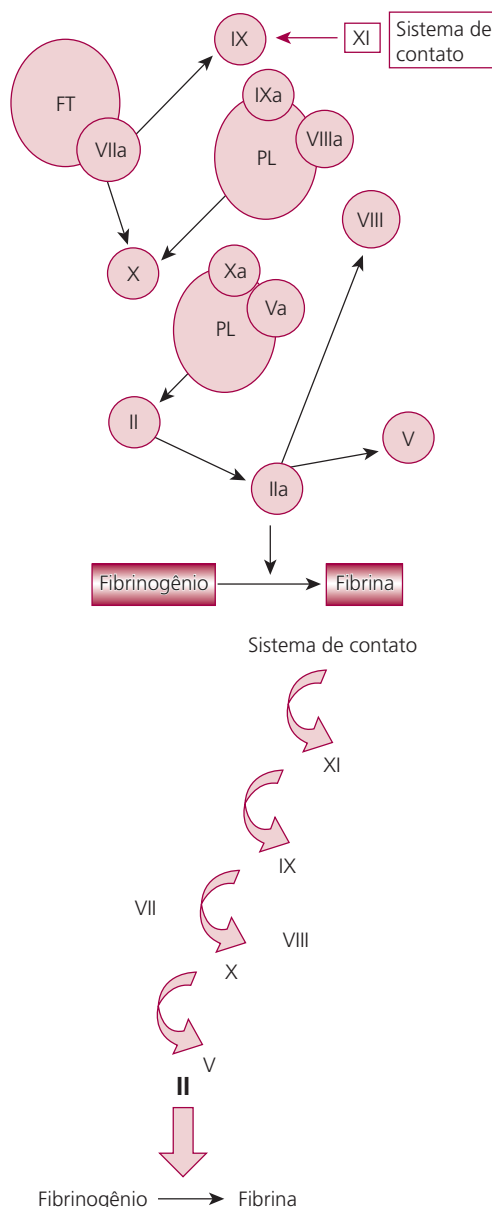 IX
XI
Sistema de
contato
FT
VIIa
IXa
PL
VIIIa
VIII
X
Xa
PL
Va
II
V
IIa
Fibrinogênio
Fibrina
Sistema de contato
XI
IX
VII
VIII
X
V
II
Fibrinogênio
Fibrina